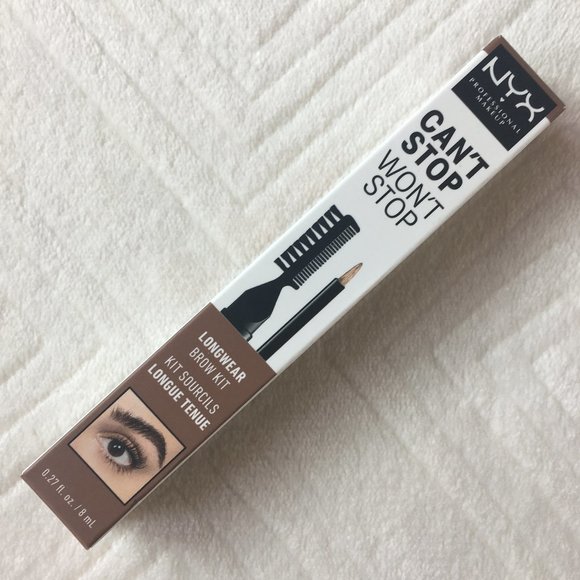 NYX
PROFESSIONAL
MAKEUP
CAN'T
STOP
WON'T
STOP
LONGWEAR
BROW KIT
KIT SOURCILS
LONGUE TENUE
0.27 fl. oz. / 8 mL